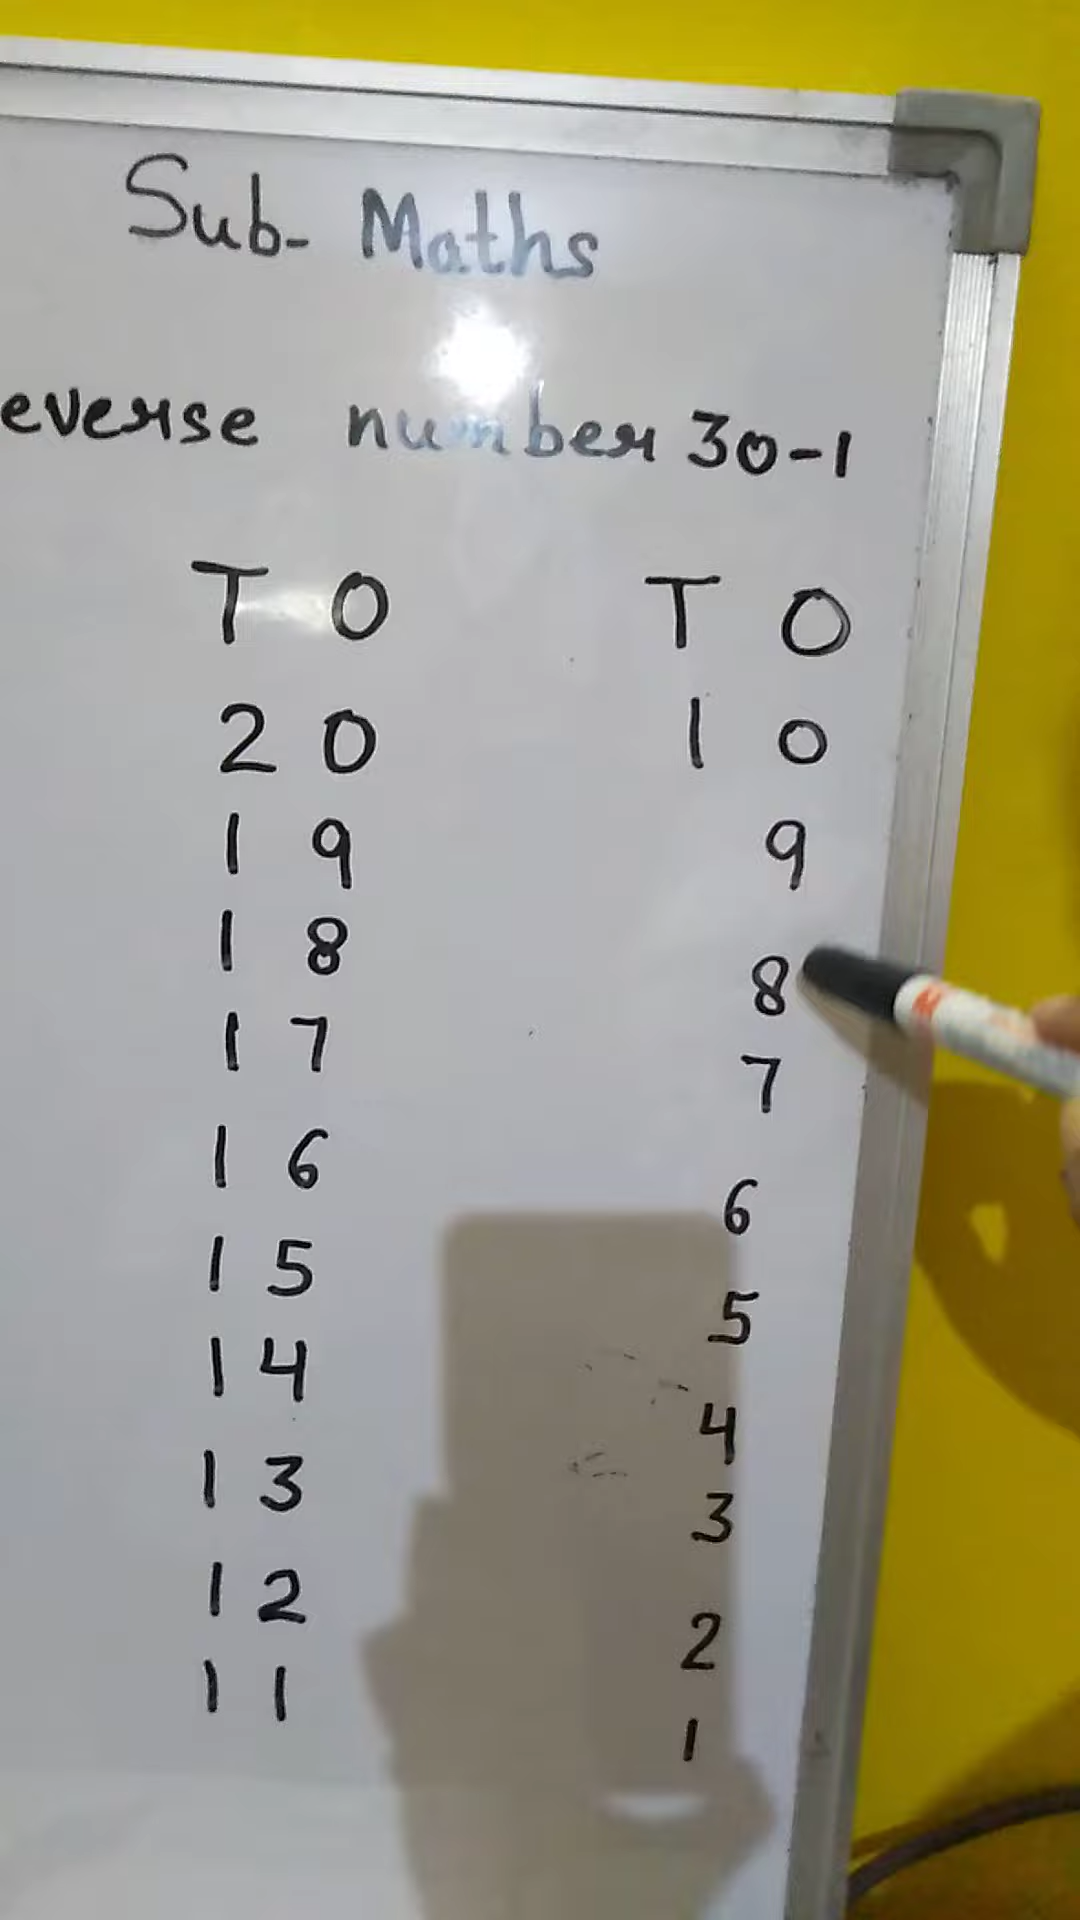 Sub- Maths
everse number 30-1
T O T O
2 0 1 0
1 9 9
1 8 8
1 7 7
1 6 6
1 5 5
1 4 4
1 3 3
1 2 2
1 1 1